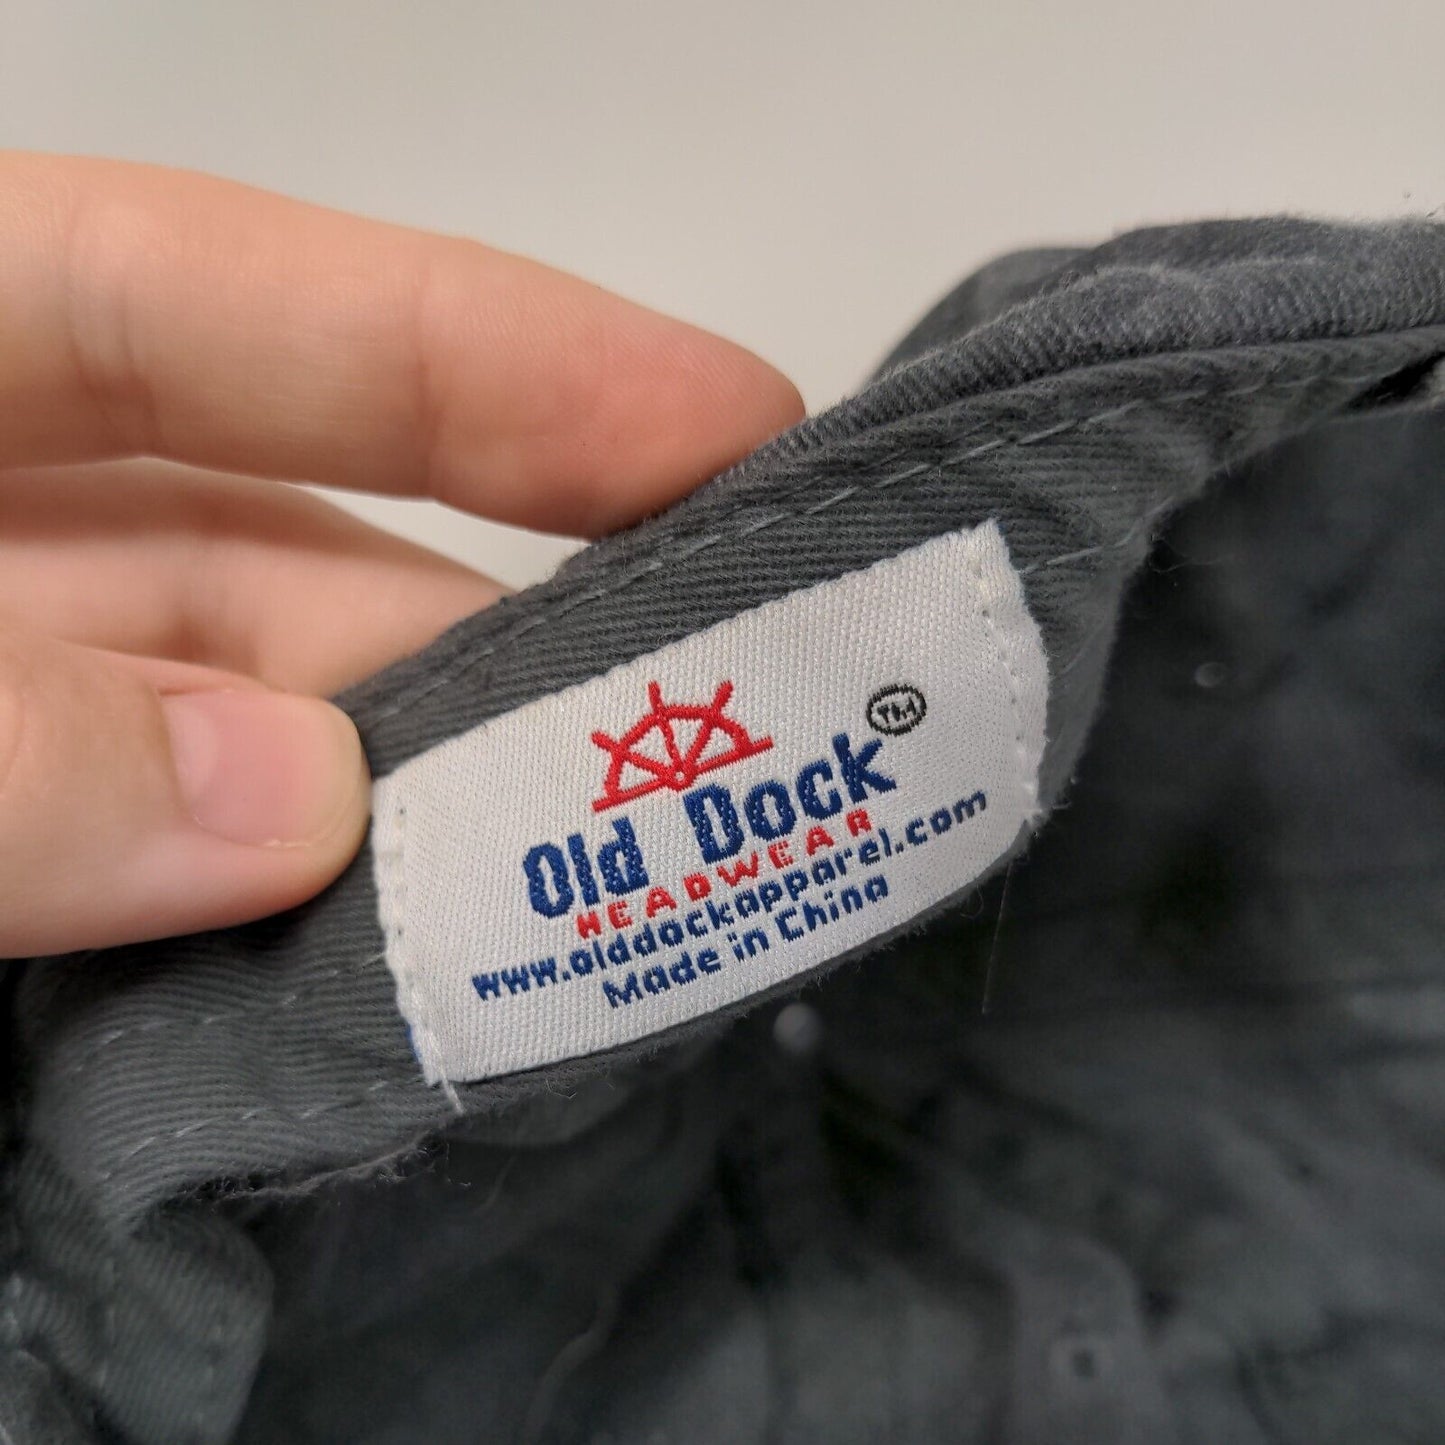 Old Dock TM
HEADWEAR
www.olddockapparel.com
Made in China